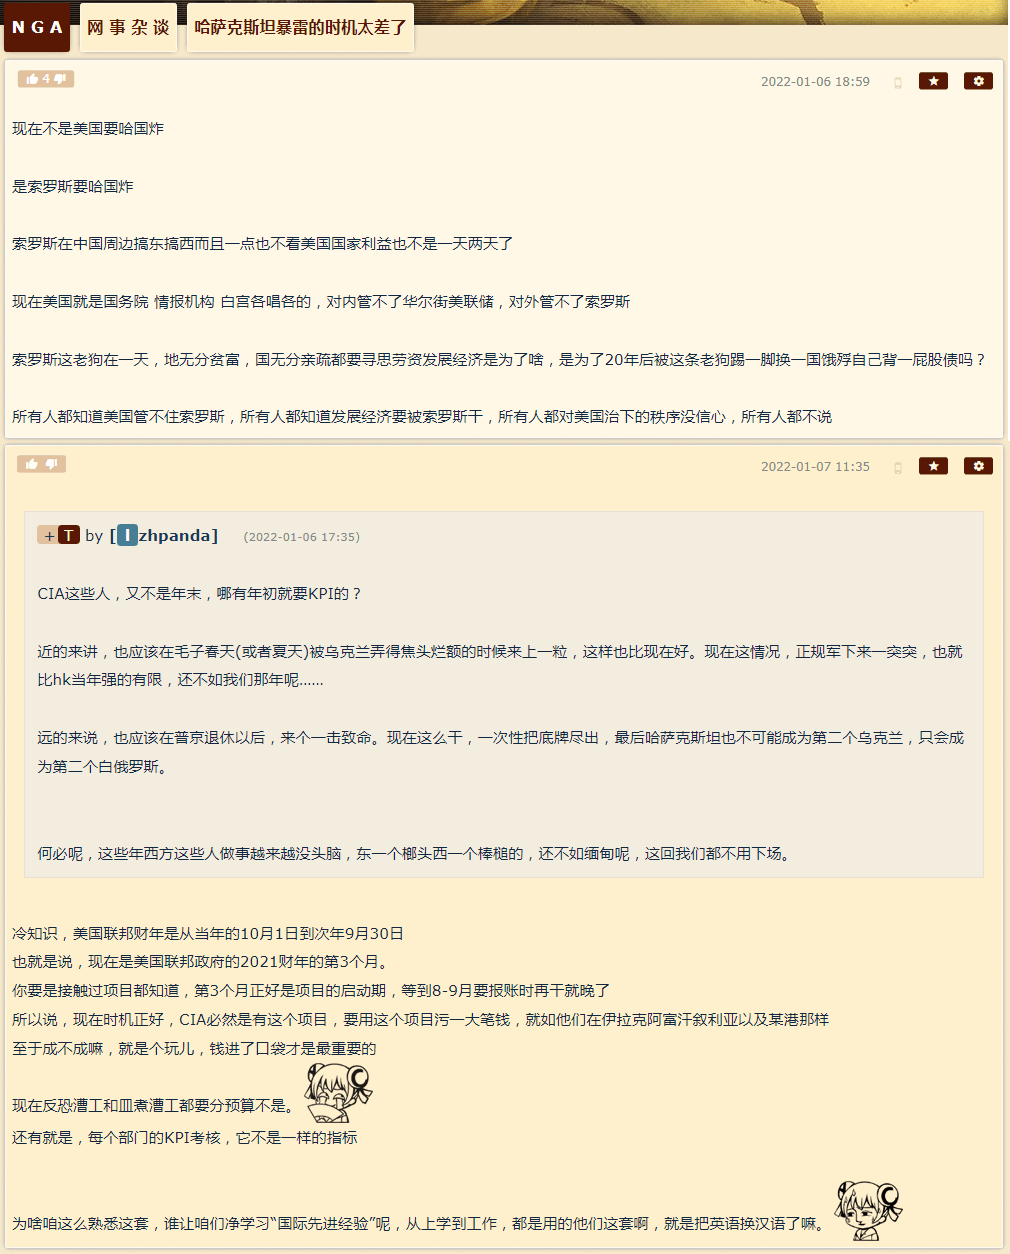 NGA 网事杂谈 哈萨克斯坦暴雷的时机太差了
4 2022-01-06 18:59
现在不是美国要哈国炸
是索罗斯要哈国炸
索罗斯在中国周边搞东搞西而且一点也不看美国国家利益也不是一天两天了
现在美国就是国务院 情报机构 白宫各唱各的，对内管不了华尔街美联储，对外管不了索罗斯
索罗斯这老狗在一天，地无分贫富，国无分亲疏都要寻思劳资发展经济是为了啥，是为了20年后被这条老狗踢一脚换一国饿殍自己背一屁股债吗？
所有人都知道美国管不住索罗斯，所有人都知道发展经济要被索罗斯干，所有人都对美国治下的秩序没信心，所有人都不说
2022-01-07 11:35
+T by [lzhpanda] (2022-01-06 17:35)
CIA这些人，又不是年末，哪有年初就要KPI的？
近的来讲，也应该在毛子春天(或者夏天)被乌克兰弄得焦头烂额的时候来上一粒，这样也比现在好。现在这情况，正规军下来一突突，也就
比hk当年强的有限，还不如我们那年呢......
远的来说，也应该在普京退休以后，来个一击致命。现在这么干，一次性把底牌尽出，最后哈萨克斯坦也不可能成为第二个乌克兰，只会成
为第二个白俄罗斯。
何必呢，这些年西方这些人做事越来越没头脑，东一个榔头西一个棒槌的，还不如缅甸呢，这回我们都不用下场。
冷知识，美国联邦财年是从当年的10月1日到次年9月30日
也就是说，现在是美国联邦政府的2021财年的第3个月。
你要是接触过项目都知道，第3个月正好是项目的启动期，等到8-9月要报账时再干就晚了
所以说，现在时机正好，CIA必然是有这个项目，要用这个项目污一大笔钱，就如他们在伊拉克阿富汗叙利亚以及某港那样
至于成不成嘛，就是个玩儿，钱进了口袋才是最重要的
现在反恐漕工和皿煮漕工都要分预算不是。
还有就是，每个部门的KPI考核，它不是一样的指标
为啥咱这么熟悉这套，谁让咱们净学习“国际先进经验”呢，从上学到工作，都是用的他们这套啊，就是把英语换汉语了嘛。